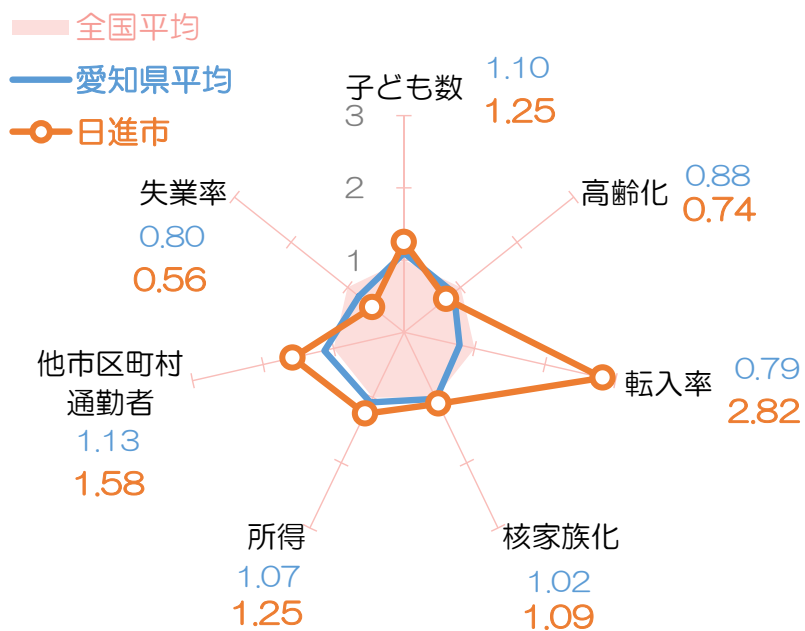 全国平均
愛知県平均
日進市
子ども数
1.10
1.25
3
2
1
高齢化
0.88
0.74
転入率
0.79
2.82
核家族化
1.02
1.09
所得
1.07
1.25
他市区町村
通勤者
1.13
1.58
失業率
0.80
0.56